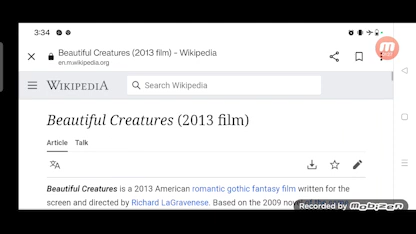 3:34
Beautiful Creatures (2013 film) - Wikipedia
en.m.wikipedia.org
WIKIPEDIA
Search Wikipedia
Beautiful Creatures (2013 film)
Article Talk
Beautiful Creatures is a 2013 American romantic gothic fantasy film written for the
screen and directed by Richard LaGravenese. Based on the 2009
Recorded by Mobizen